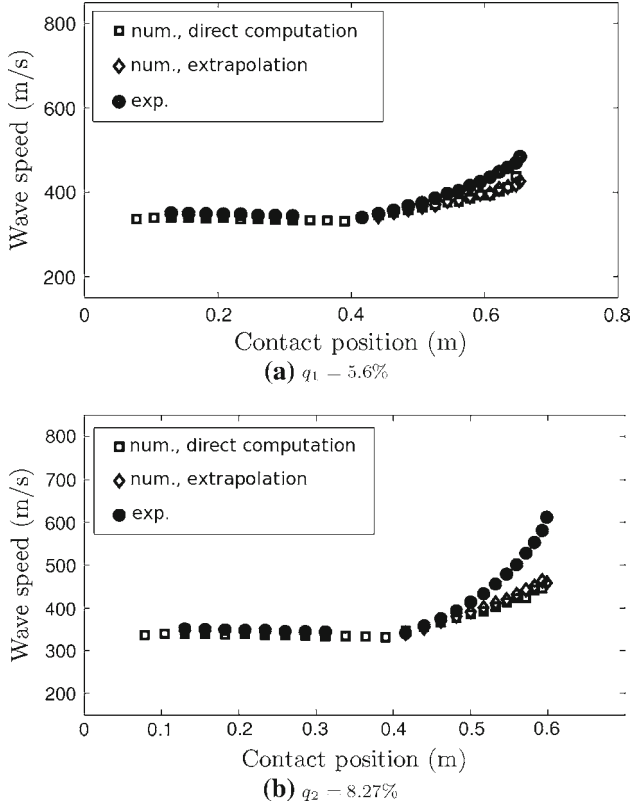 800
600
400
200
Wave speed (m/s)
num., direct computation
num., extrapolation
exp.
0
0.2
0.4
0.6
0.8
Contact position (m)
(a) q₁ = 5.6%
800
700
600
500
400
300
200
Wave speed (m/s)
num., direct computation
num., extrapolation
exp.
0
0.1
0.2
0.3
0.4
0.5
0.6
Contact position (m)
(b) q₂ = 8.27%